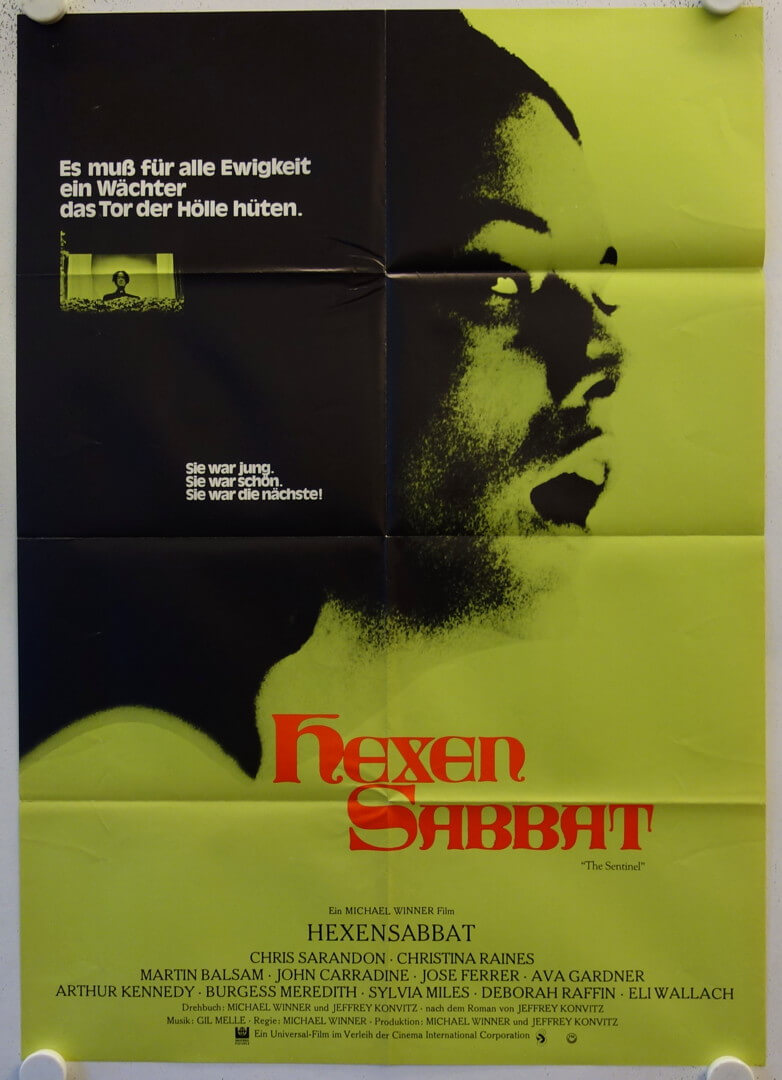 Es muß für alle Ewigkeit
ein Wächter
das Tor der Hölle hüten.
Sie war jung.
Sie war schön.
Sie war die nächste!
HEXEN
SABBAT
"The Sentinel"
Ein MICHAEL WINNER Film
HEXENSABBAT
CHRIS SARANDON · CHRISTINA RAINES
MARTIN BALSAM · JOHN CARRADINE · JOSE FERRER · AVA GARDNER
ARTHUR KENNEDY · BURGESS MEREDITH · SYLVIA MILES · DEBORAH RAFFIN · ELI WALLACH
Drehbuch: MICHAEL WINNER und JEFFREY KONVITZ · nach dem Roman von JEFFREY KONVITZ
Musik: GIL MELLE · Regie: MICHAEL WINNER · Produktion: MICHAEL WINNER und JEFFREY KONVITZ
Ein Universal-Film im Verleih der Cinema International Corporation